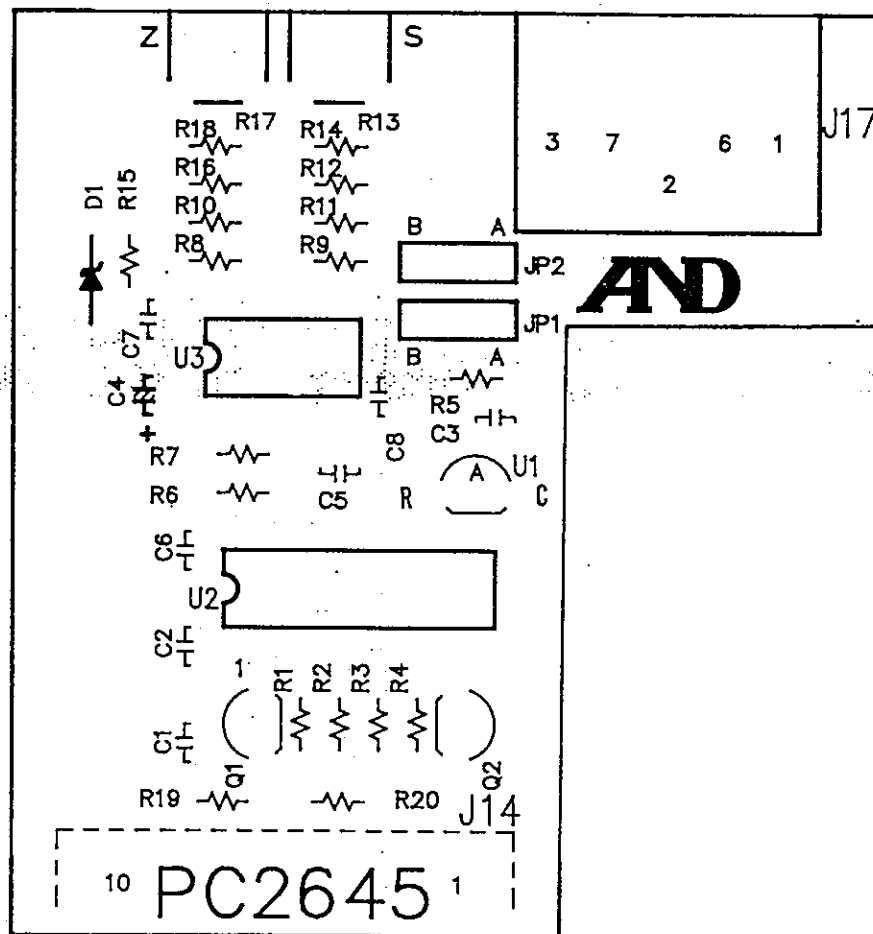 Z S
R18 R17 R14 R13
J17
3 7 6 1
2
R16 R12
D1 R15
R10 R11
B A
R8 R9
JP2
AND
JP1
C7
U3
B A
C4
R5
C3
+
C8
R7
U1
A
R6 C5 R C
C6
U2
C2
1
R1 R2 R3 R4
C1
Q1 Q2
R19 R20
J14
10 PC2645 1